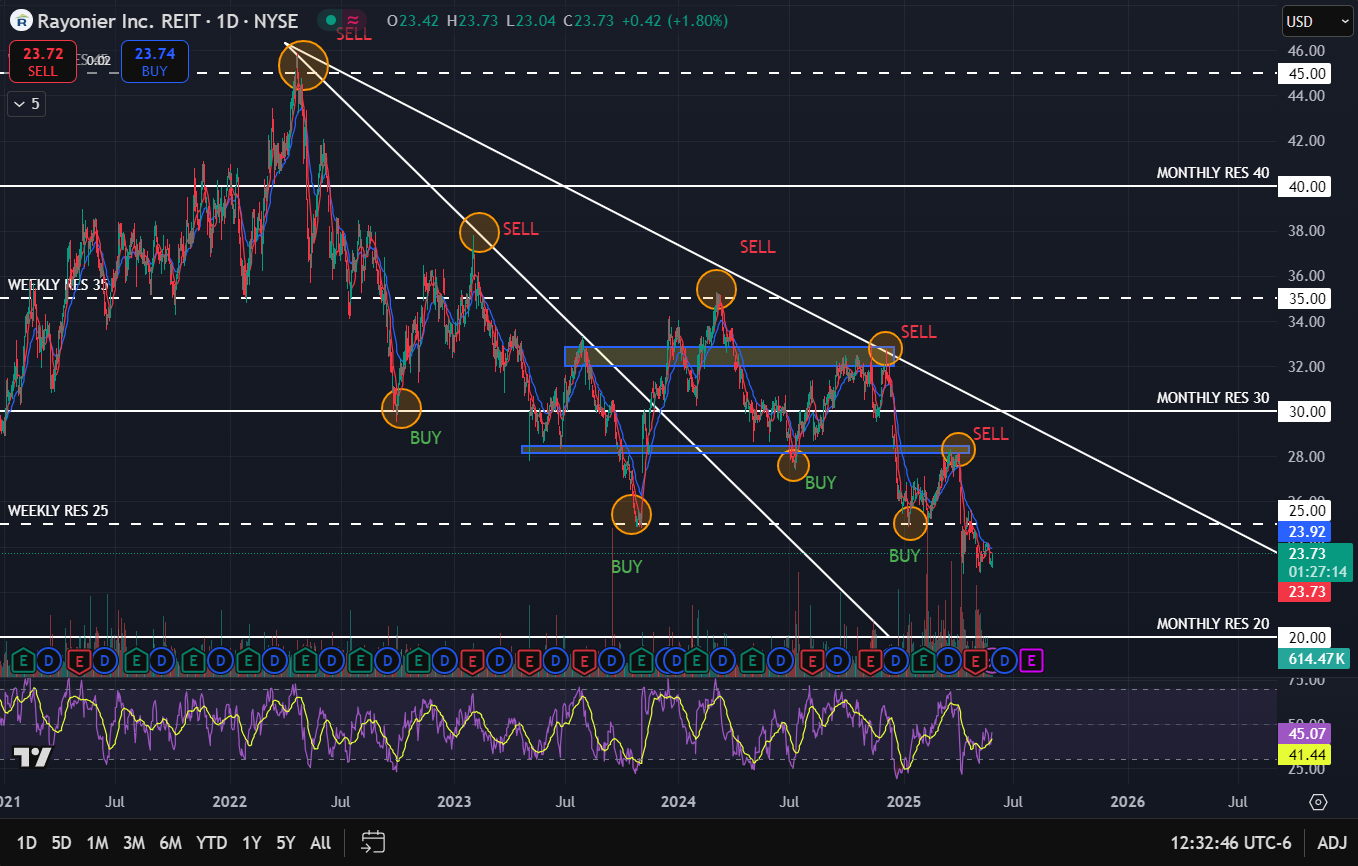 Rayonier Inc. REIT · 1D · NYSE
O23.42 H23.73 L23.04 C23.73 +0.42 (+1.80%)
USD
SELL
23.72
SELL
0.02
23.74
BUY
5
46.00
45.00
44.00
42.00
MONTHLY RES 40
40.00
SELL
38.00
SELL
36.00
WEEKLY RES 35
35.00
34.00
SELL
32.00
MONTHLY RES 30
30.00
BUY
SELL
28.00
BUY
26.00
WEEKLY RES 25
25.00
23.92
BUY
BUY
23.73
01:27:14
23.73
MONTHLY RES 20
20.00
E D E D E D E D E D E D E D E D E D E D E D E D E D E D E D E D E D E D E
614.47K
75.00
50.00
45.07
41.44
25.00
2021 Jul 2022 Jul 2023 Jul 2024 Jul 2025 Jul 2026 Jul
1D 5D 1M 3M 6M YTD 1Y 5Y All
12:32:46 UTC-6 ADJ